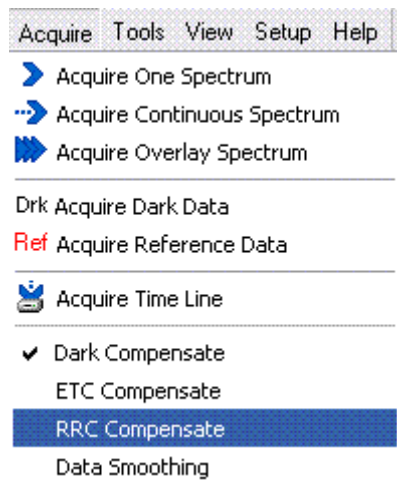 Acquire Tools View Setup Help
Acquire One Spectrum
Acquire Continuous Spectrum
Acquire Overlay Spectrum
Drk Acquire Dark Data
Ref Acquire Reference Data
Acquire Time Line
Dark Compensate
ETC Compensate
RRC Compensate
Data Smoothing